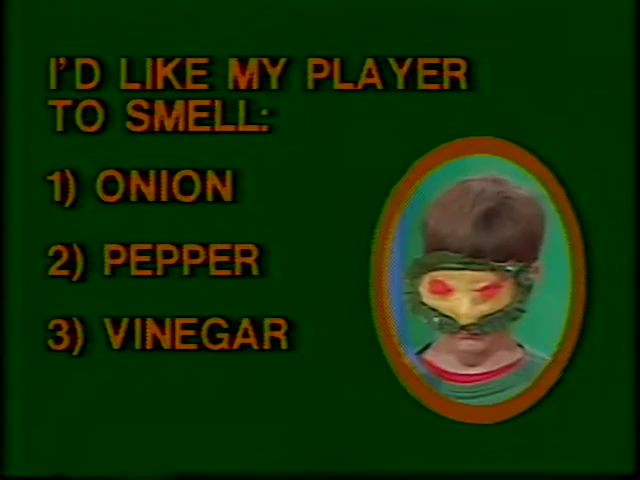 I'D LIKE MY PLAYER
TO SMELL:
1) ONION
2) PEPPER
3) VINEGAR